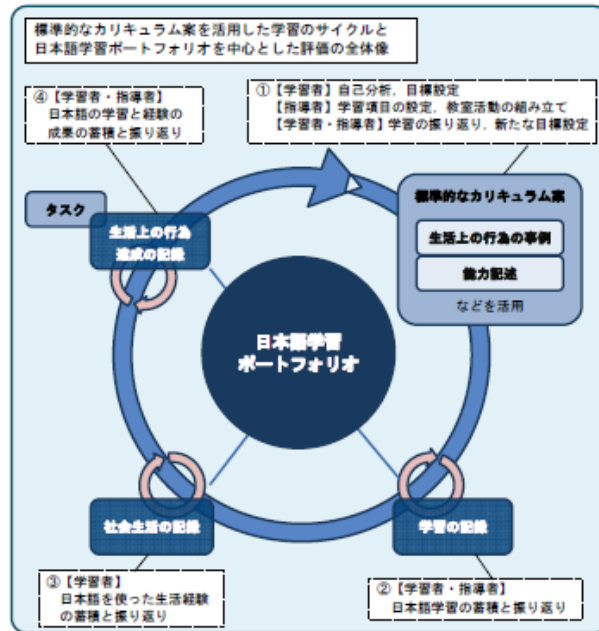 標準的なカリキュラム案を活用した学習のサイクルと
日本語学習ポートフォリオを中心とした評価の全体像
④【学習者・指導者】
日本語の学習と経験の
成果の蓄積と振り返り
①【学習者】自己分析，目標設定
【指導者】学習項目の設定，教室活動の組み立て
【学習者・指導者】学習の振り返り，新たな目標設定
タスク
生活上の行為
達成の記録
標準的なカリキュラム案
生活上の行為の事例
能力記述
などを活用
日本語学習
ポートフォリオ
社会生活の記録
学習の記録
③【学習者】
日本語を使った生活経験
の蓄積と振り返り
②【学習者・指導者】
日本語学習の蓄積と振り返り